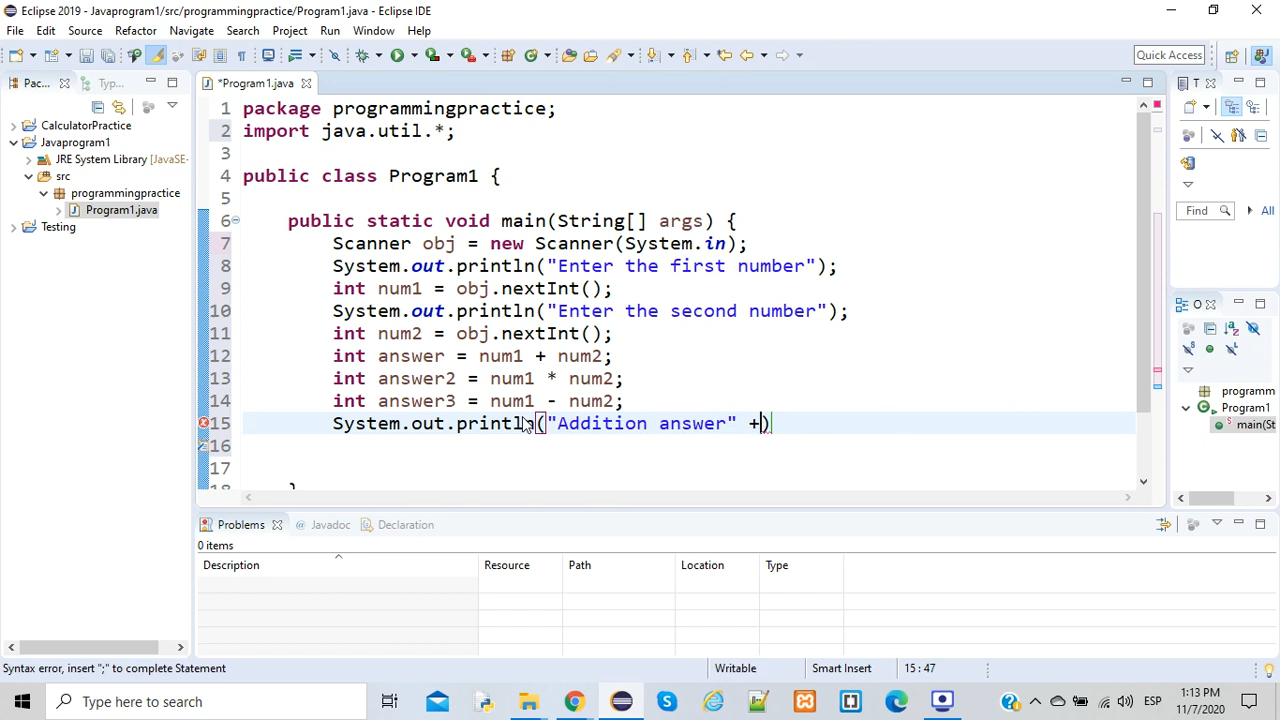 Eclipse 2019 - Javaprogram1/src/programmingpractice/Program1.java - Eclipse IDE
File Edit Source Refactor Navigate Search Project Run Window Help
Quick Access
Pac... Typ... *Program1.java T
1 package programmingpractice;
2 import java.util.*;
3
4 public class Program1 {
5
6 public static void main(String[] args) {
7 Scanner obj = new Scanner(System.in);
8 System.out.println("Enter the first number");
9 int num1 = obj.nextInt();
10 System.out.println("Enter the second number");
11 int num2 = obj.nextInt();
12 int answer = num1 + num2;
13 int answer2 = num1 * num2;
14 int answer3 = num1 - num2;
15 System.out.println("Addition answer" +)
16
17
18 }
CalculatorPractice
Javaprogram1
JRE System Library [JavaSE-
src
programmingpractice
Program1.java
Testing
Find All
O
programm
Program1
main(St
Problems @ Javadoc Declaration
0 items
Description Resource Path Location Type
Syntax error, insert ";" to complete Statement Writable Smart Insert 15 : 47
Type here to search
ESP 1:13 PM
11/7/2020